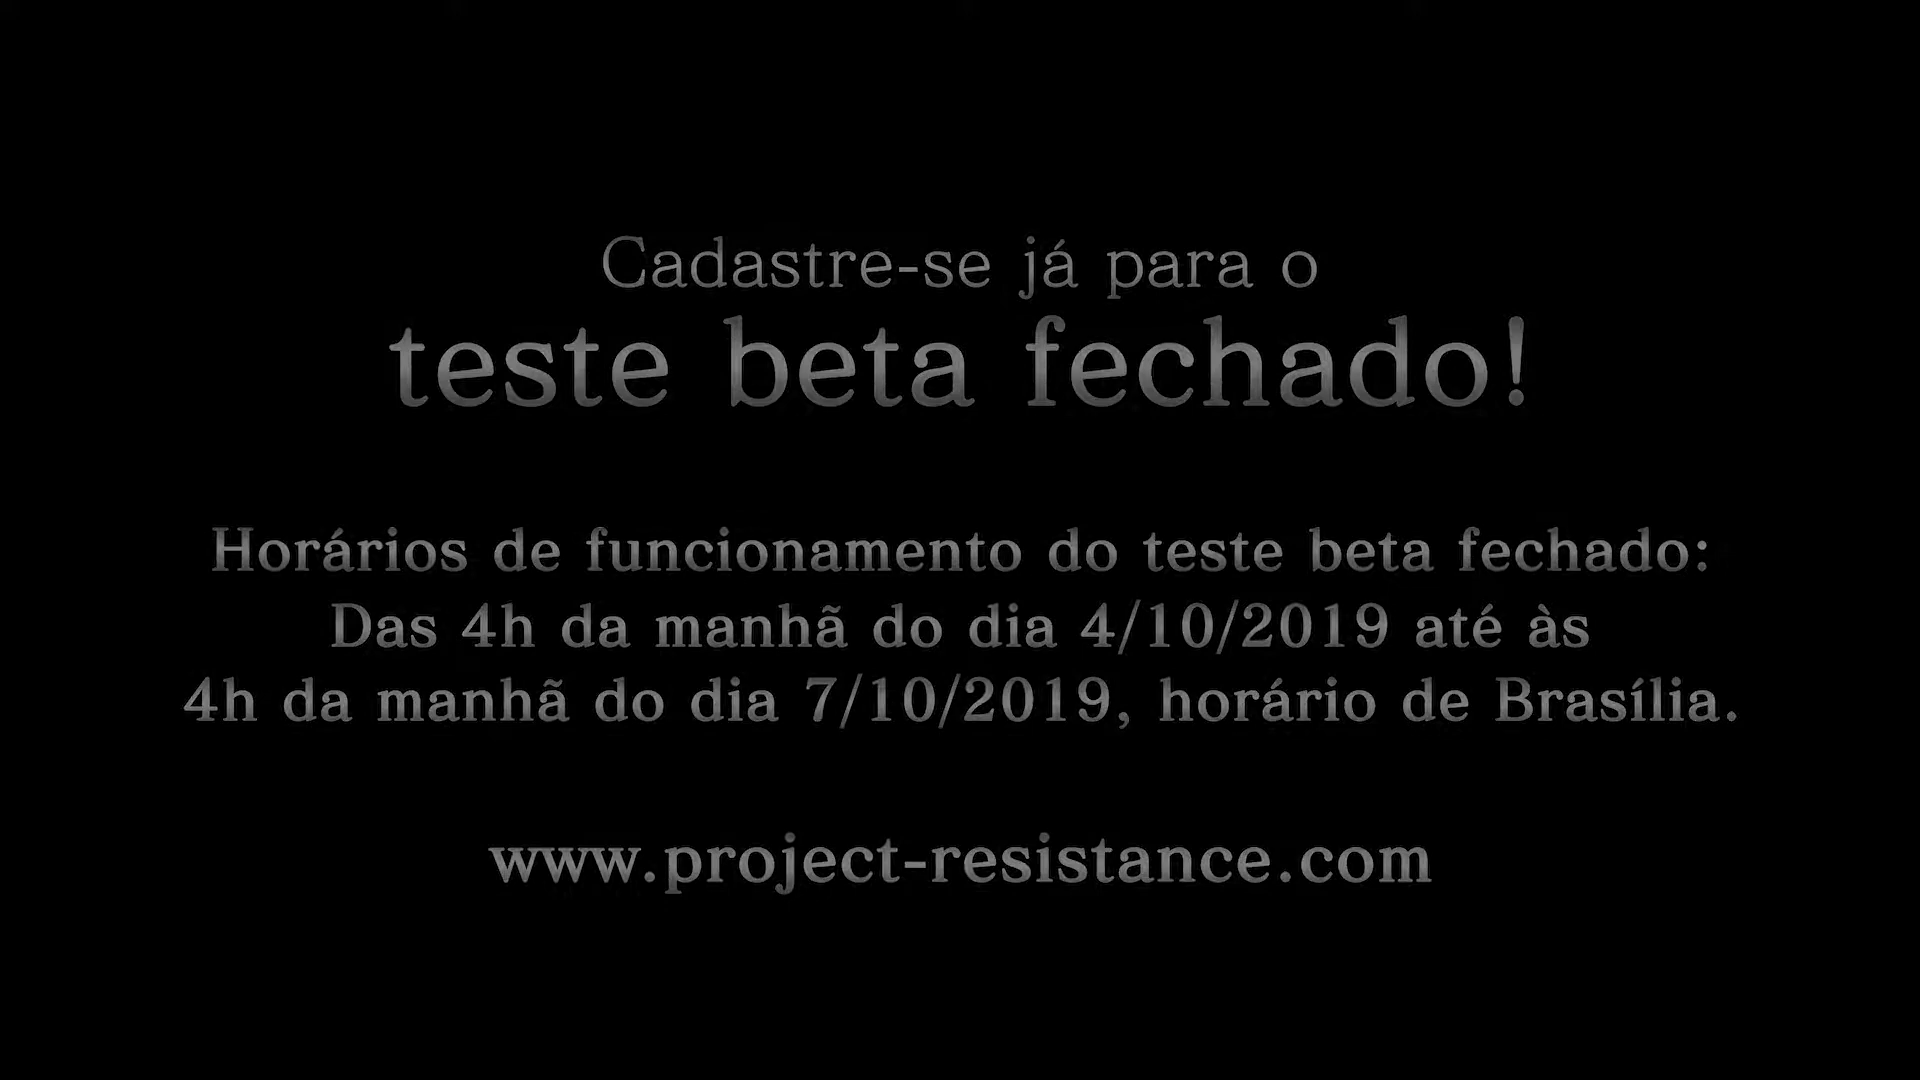 Cadastre-se já para o
teste beta fechado!
Horários de funcionamento do teste beta fechado:
Das 4h da manhã do dia 4/10/2019 até às
4h da manhã do dia 7/10/2019, horário de Brasília.
www.project-resistance.com